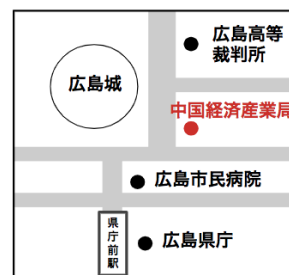 広島高等
裁判所
広島城
中国経済産業局
広島市民病院
県庁前駅
広島県庁